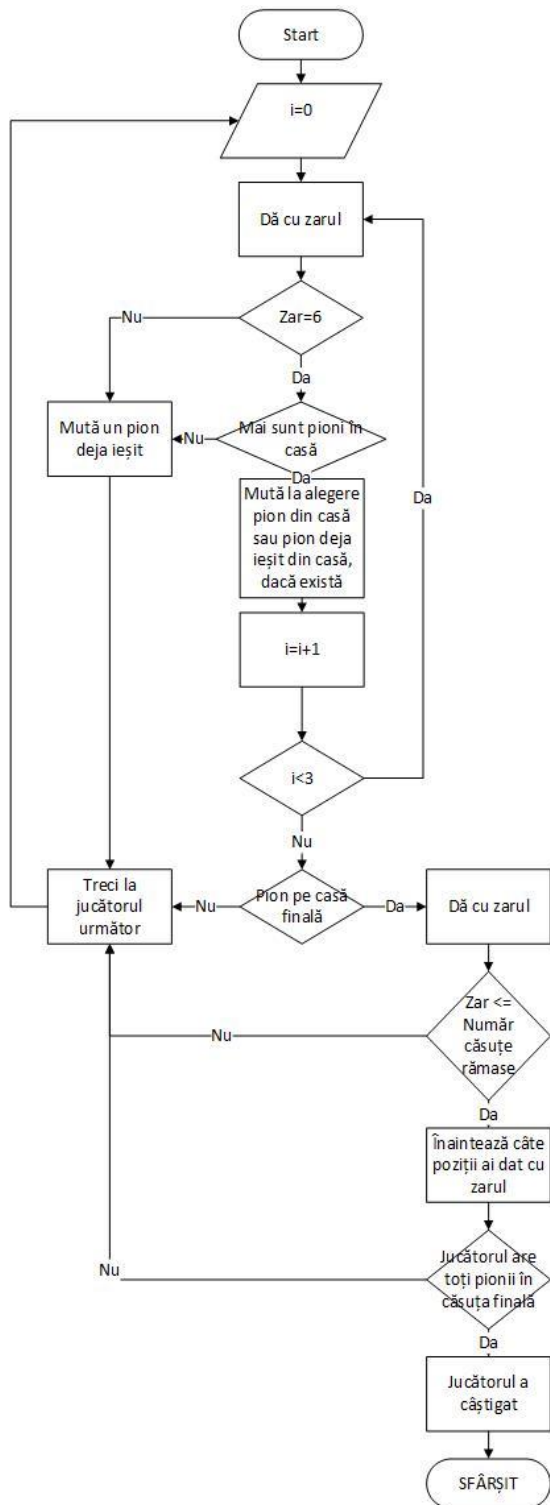 Start
i=0
Dă cu zarul
Zar=6
Nu
Da
Mută un pion
deja ieșit
Nu
Mai sunt pioni în
casă
Da
Da
Mută la alegere
pion din casă
sau pion deja
ieșit din casă,
dacă există
i=i+1
i<3
Nu
Treci la
jucătorul
următor
Nu
Pion pe casă
finală
Da
Dă cu zarul
Zar <=
Număr
căsuțe
rămase
Nu
Da
Înaintează câte
poziții ai dat cu
zarul
Nu
Jucătorul are
toți pionii în
căsuța finală
Da
Jucătorul a
câștigat
SFÂRȘIT